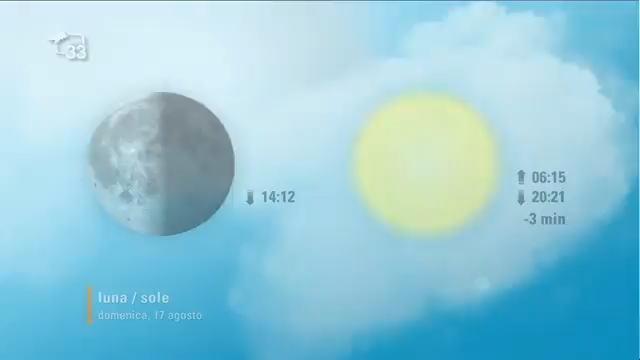 33
14:12
06:15
20:21
-3 min
luna / sole
domenica, 17 agosto